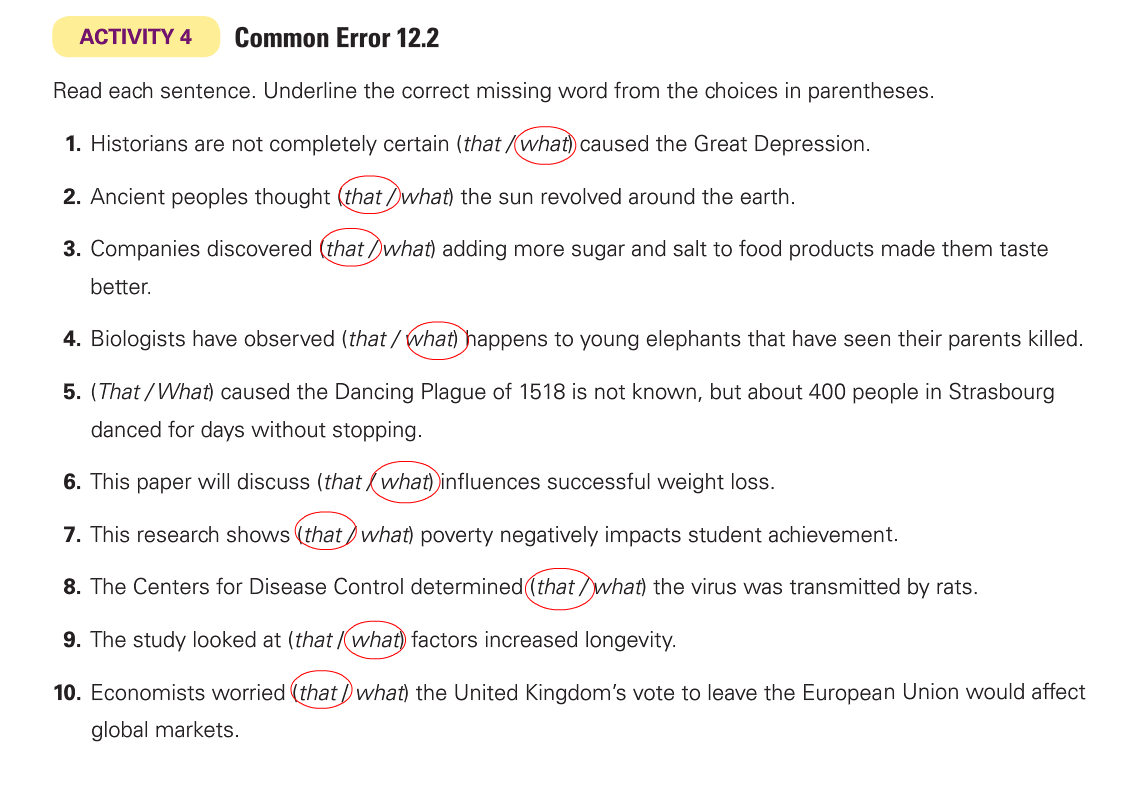 ACTIVITY 4 Common Error 12.2
Read each sentence. Underline the correct missing word from the choices in parentheses.
1. Historians are not completely certain (that / what) caused the Great Depression.
2. Ancient peoples thought (that / what) the sun revolved around the earth.
3. Companies discovered (that / what) adding more sugar and salt to food products made them taste
better.
4. Biologists have observed (that / what) happens to young elephants that have seen their parents killed.
5. (That / What) caused the Dancing Plague of 1518 is not known, but about 400 people in Strasbourg
danced for days without stopping.
6. This paper will discuss (that / what) influences successful weight loss.
7. This research shows (that / what) poverty negatively impacts student achievement.
8. The Centers for Disease Control determined (that / what) the virus was transmitted by rats.
9. The study looked at (that / what) factors increased longevity.
10. Economists worried (that / what) the United Kingdom's vote to leave the European Union would affect
global markets.